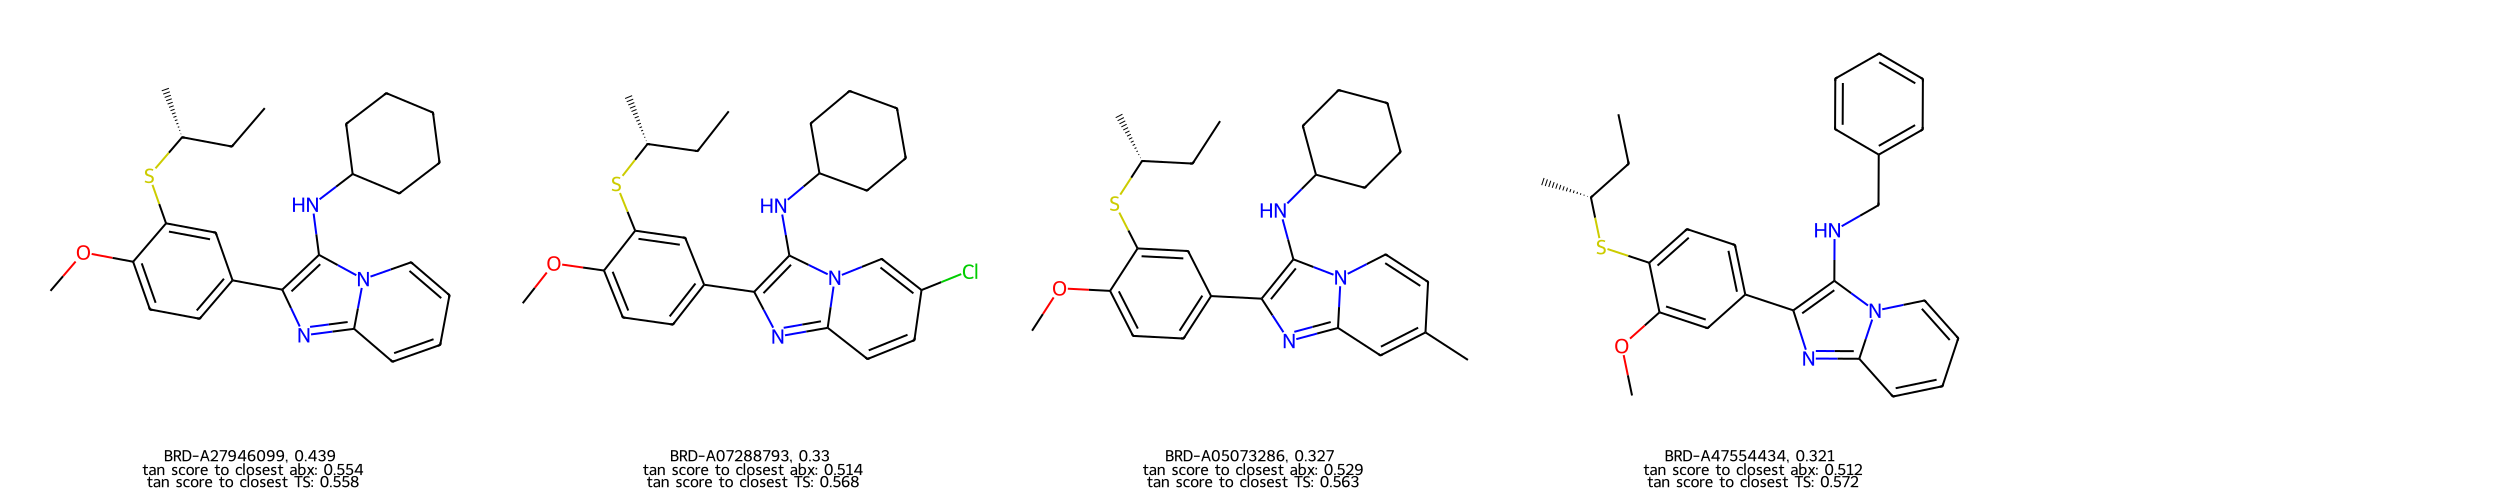 S
O
HN
N
N
BRD-A27946099, 0.439
tan score to closest abx: 0.554
tan score to closest TS: 0.558
S
O
HN
N
N
Cl
BRD-A07288793, 0.33
tan score to closest abx: 0.514
tan score to closest TS: 0.568
S
O
HN
N
N
BRD-A05073286, 0.327
tan score to closest abx: 0.529
tan score to closest TS: 0.563
HN
S
N
O
N
BRD-A47554434, 0.321
tan score to closest abx: 0.512
tan score to closest TS: 0.572